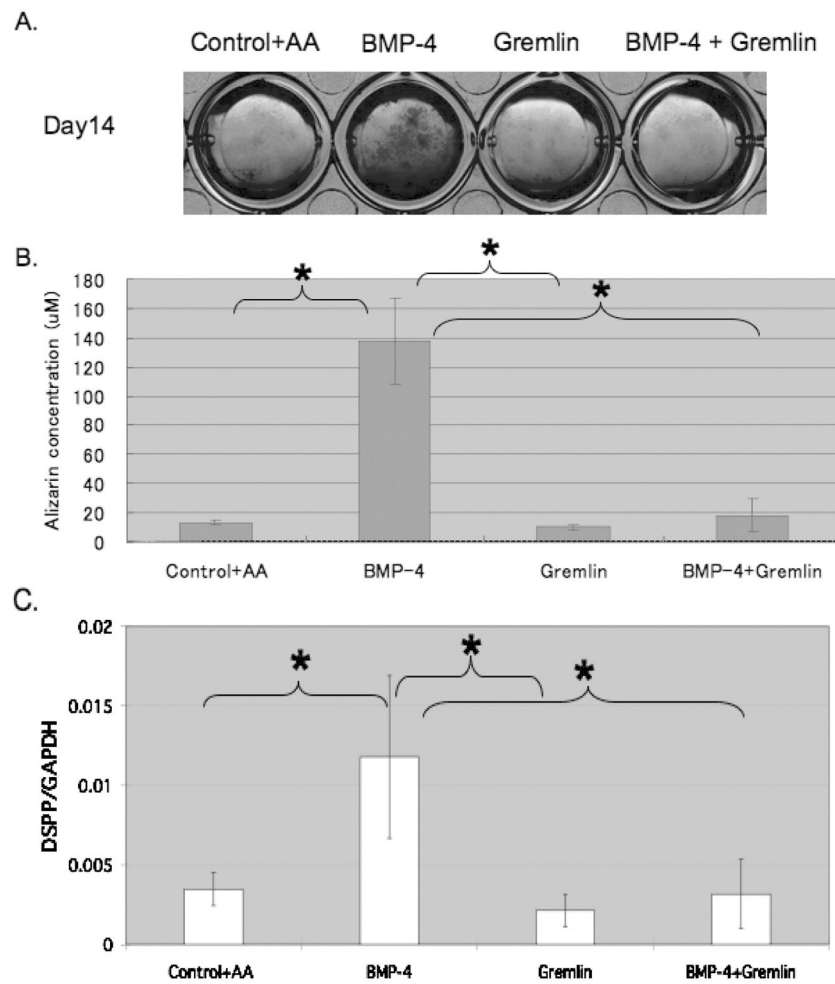 A.
Control+AA BMP-4 Gremlin BMP-4 + Gremlin
Day14
B.
*
*
*
Alizarin concentration (uM)
180
160
140
120
100
80
60
40
20
0
Control+AA BMP-4 Gremlin BMP-4+Gremlin
C.
*
*
*
DSPP/GAPDH
0.02
0.015
0.01
0.005
0
Control+AA BMP-4 Gremlin BMP-4+Gremlin